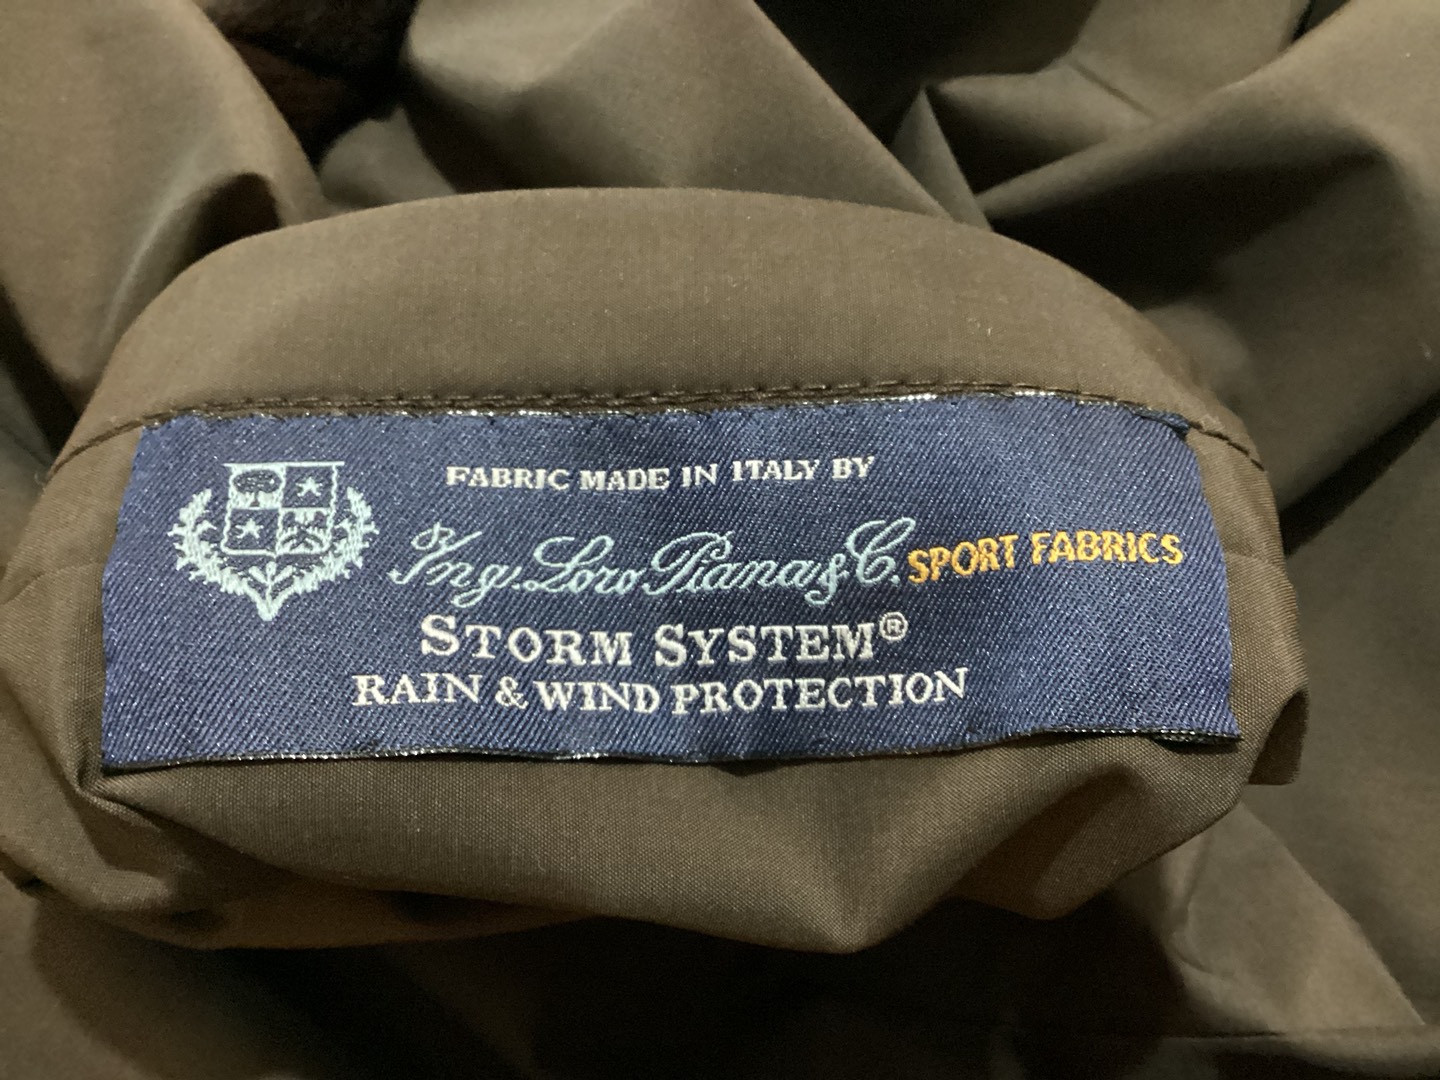 FABRIC MADE IN ITALY BY
Ing. Loro Piana & C. SPORT FABRICS
STORM SYSTEM®
RAIN & WIND PROTECTION